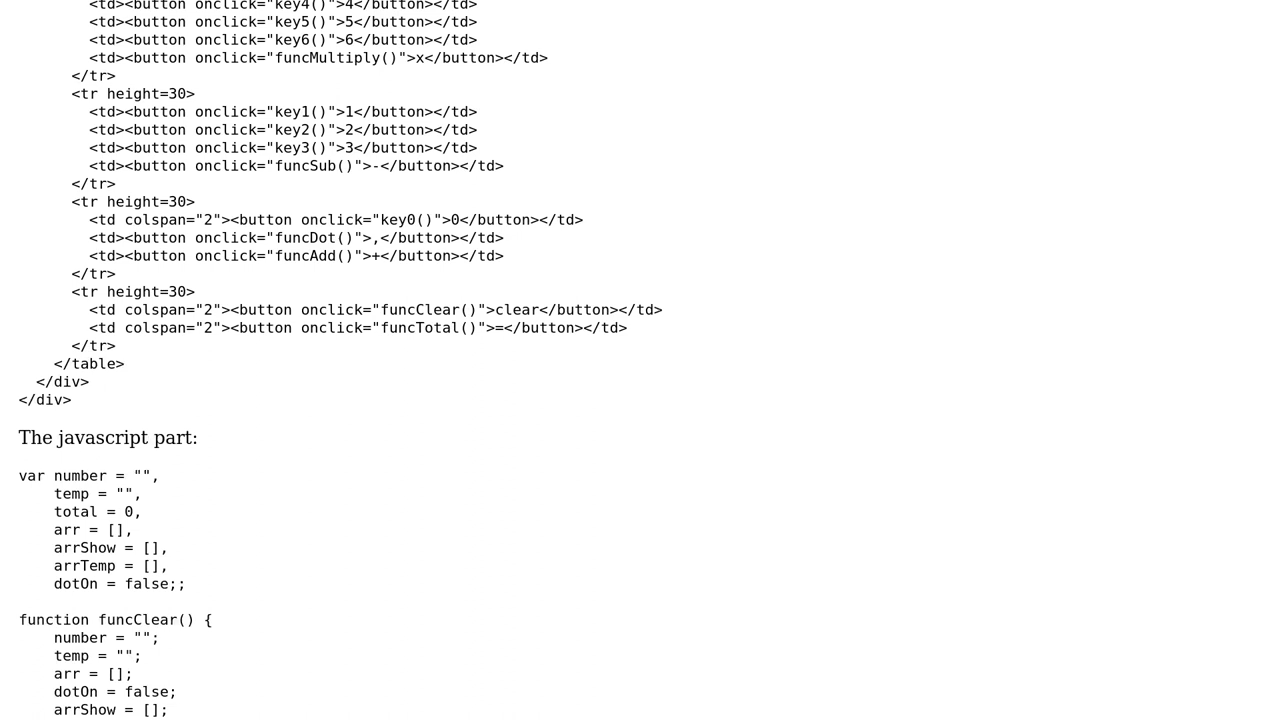 <td><button onclick="key4()">4</button></td>
<td><button onclick="key5()">5</button></td>
<td><button onclick="key6()">6</button></td>
<td><button onclick="funcMultiply()">x</button></td>
</tr>
<tr height=30>
<td><button onclick="key1()">1</button></td>
<td><button onclick="key2()">2</button></td>
<td><button onclick="key3()">3</button></td>
<td><button onclick="funcSub()">-</button></td>
</tr>
<tr height=30>
<td colspan="2"><button onclick="key0()">0</button></td>
<td><button onclick="funcDot()">,</button></td>
<td><button onclick="funcAdd()">+</button></td>
</tr>
<tr height=30>
<td colspan="2"><button onclick="funcClear()">clear</button></td>
<td colspan="2"><button onclick="funcTotal()">=</button></td>
</tr>
</table>
</div>
</div>
The javascript part:
var number = "",
temp = "",
total = 0,
arr = [],
arrShow = [],
arrTemp = [],
dotOn = false;;
function funcClear() {
number = "";
temp = "";
arr = [];
dotOn = false;
arrShow = [];